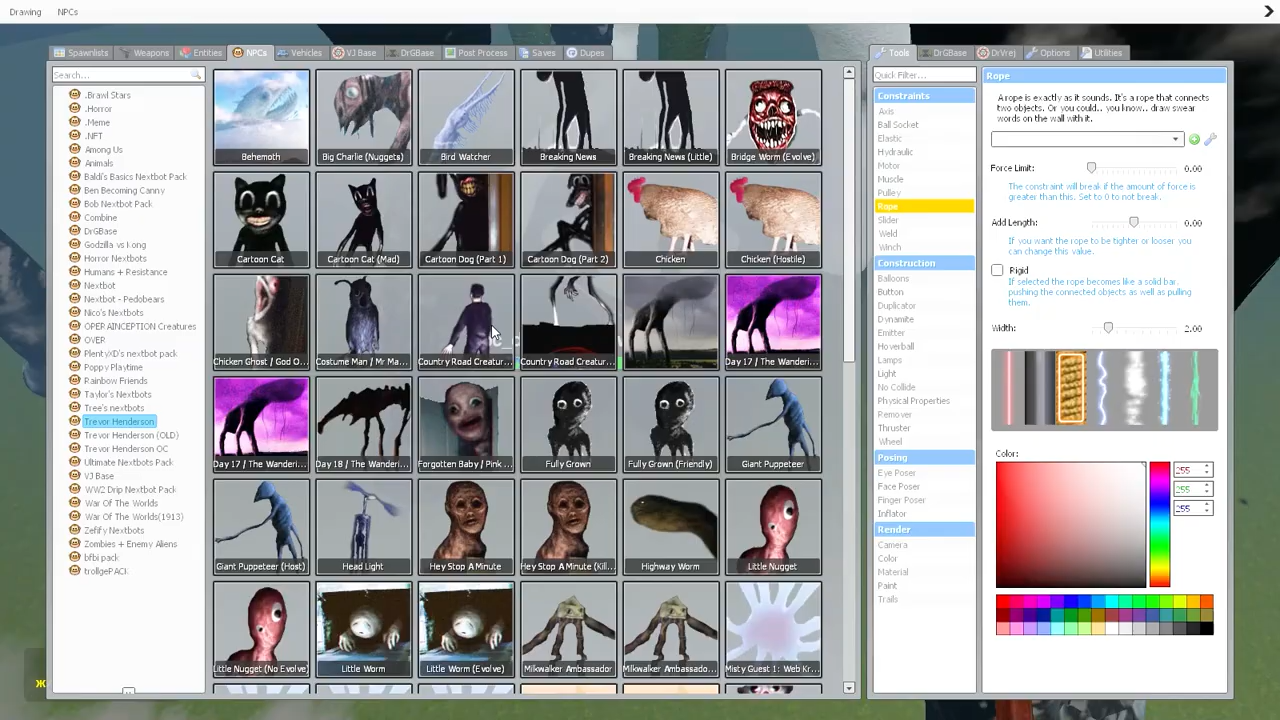 Drawing NPCs
Spawnlists Weapons Entities NPCs Vehicles VJ Base DrGBase Post Process Saves Dupes
Search...
.Brawl Stars
.Horror
.Meme
.NFT
Among Us
Animals
Baldi's Basics Nextbot Pack
Ben Becoming Canny
Bob Nextbot Pack
Combine
DrGBase
Godzilla vs Kong
Horror Nextbots
Humans + Resistance
Nextbot
Nextbot - Pedobears
Nico's Nextbots
OPERAINCEPTION Creatures
OVER
PlentyXD's nextbot pack
Poppy Playtime
Rainbow Friends
Taylor's Nextbots
Tree's nextbots
Trevor Henderson
Trevor Henderson (OLD)
Trevor Henderson OC
Ultimate Nextbots Pack
VJ Base
WW2 Drip Nextbot Pack
War Of The Worlds
War Of The Worlds(1913)
Zefify Nextbots
Zombies + Enemy Aliens
bfbi pack
trollgePACK
Behemoth Big Charlie (Nuggets) Bird Watcher Breaking News Breaking News (Little) Bridge Worm (Evolve)
Cartoon Cat Cartoon Cat (Mad) Cartoon Dog (Part 1) Cartoon Dog (Part 2) Chicken Chicken (Hostile)
Chicken Ghost / God O... Costume Man / Mr Ma... Country Road Creatur... Country Road Creatur... Day 17 / The Wanderi...
Day 17 / The Wanderi... Day 18 / The Wanderi... Forgotten Baby / Pink ... Fully Grown Fully Grown (Friendly) Giant Puppeteer
Giant Puppeteer (Host) Head Light Hey Stop A Minute Hey Stop A Minute (Kill... Highway Worm Little Nugget
Little Nugget (No Evolve) Little Worm Little Worm (Evolve) Milkwalker Ambassador Milkwalker Ambassado... Misty Guest 1: Web Kr...
Tools DrGBase DrVrej Options Utilities
Quick Filter...
Constraints
Axis
Ball Socket
Elastic
Hydraulic
Motor
Muscle
Pulley
Rope
Slider
Weld
Winch
Construction
Balloons
Button
Duplicator
Dynamite
Emitter
Hoverball
Lamps
Light
No Collide
Physical Properties
Remover
Thruster
Wheel
Posing
Eye Poser
Face Poser
Finger Poser
Inflator
Render
Camera
Color
Material
Paint
Trails
Rope
A rope is exactly as it sounds. It's a rope that connects
two objects. Or you could.. you know.. draw swear
words on the wall with it.
Force Limit: 0.00
The constraint will break if the amount of force is
greater than this. Set to 0 to not break.
Add Length: 0.00
If you want the rope to be tighter or looser you
can change this value.
Rigid
If selected the rope becomes like a solid bar,
pushing the connected objects as well as pulling
them.
Width: 2.00
Color:
255
255
255
Ж